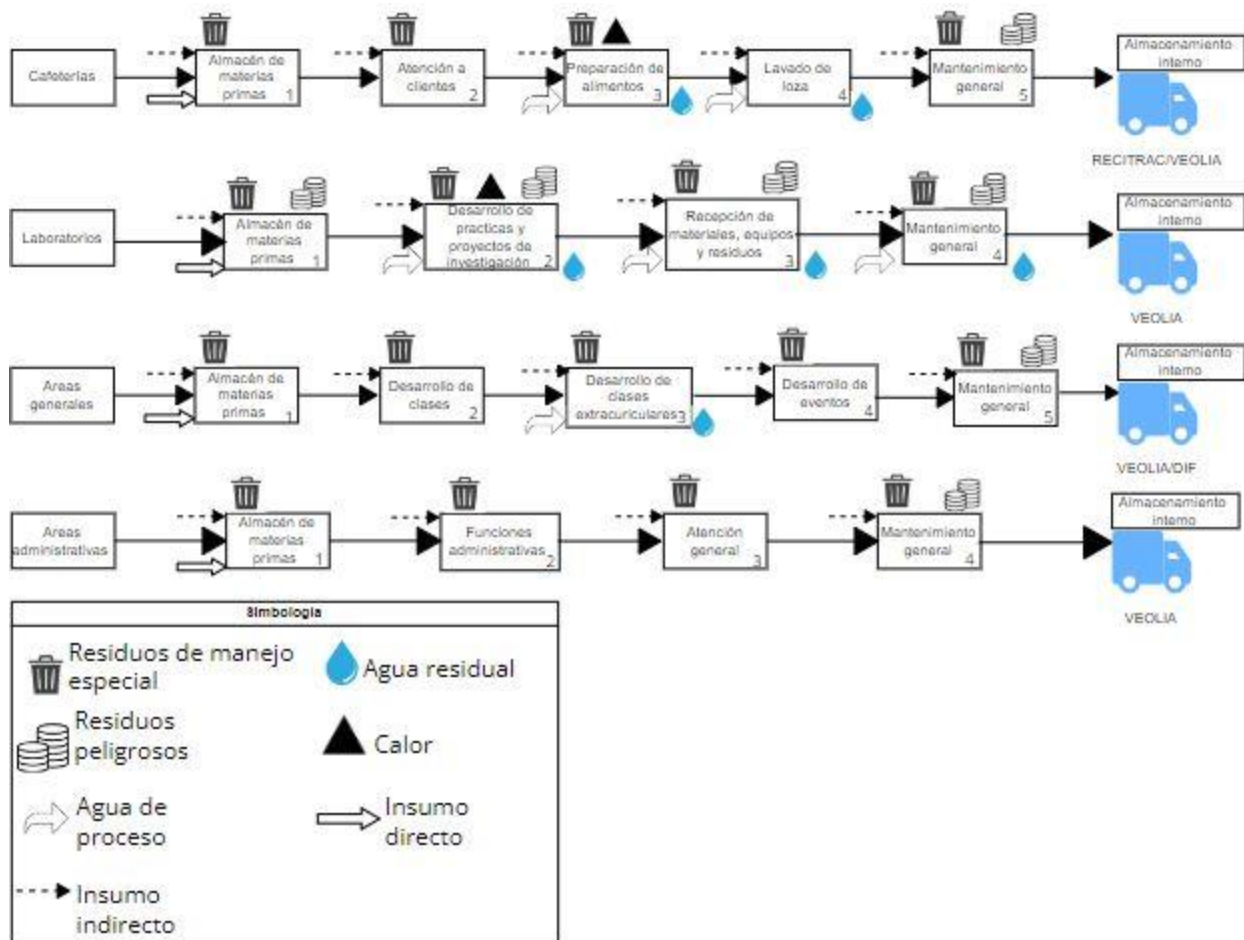 Cafeterías
Almacén de
materias
primas
1
Atención a
clientes
2
Preparación de
alimentos
3
Lavado de
loza
4
Mantenimiento
general
5
Almacenamiento
interno
RECITRAC/VEOLIA
Laboratorios
Almacén de
materias
primas
1
Desarrollo de
practicas y
proyectos de
investigación
2
Recepción de
materiales, equipos
y residuos
3
Mantenimiento
general
4
Almacenamiento
interno
VEOLIA
Areas
generales
Almacén de
materias
primas
1
Desarrollo de
clases
2
Desarrollo de
clases
extracuriculares
3
Desarrollo de
eventos
4
Mantenimiento
general
5
Almacenamiento
interno
VEOLIA/DIF
Areas
administrativas
Almacén de
materias
primas
1
Funciones
administrativas
2
Atención
general
3
Mantenimiento
general
4
Almacenamiento
interno
VEOLIA
Simbologia
Residuos de manejo
especial
Agua residual
Residuos
peligrosos
Calor
Agua de
proceso
Insumo
directo
Insumo
indirecto